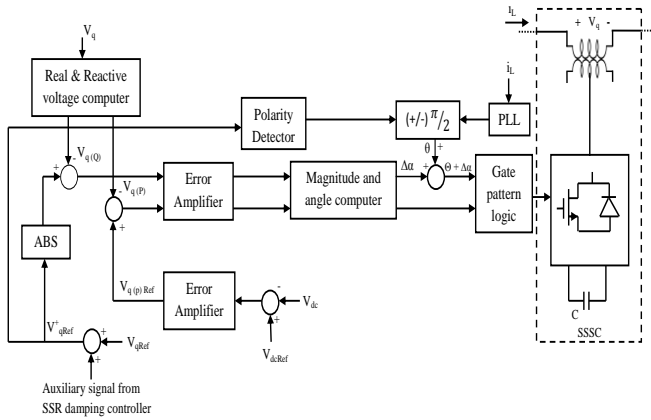 i_L
+ V_q -
V_q
Real & Reactive
voltage computer
i_L
Polarity
Detector
(+/-) π/2
PLL
- V_q (Q)
+
θ +
- V_q(P)
+
Error
Amplifier
Magnitude and
angle computer
Δα
+
Θ + Δα
Gate
pattern
logic
ABS
V_q (p) Ref
Error
Amplifier
-
V_dc
+
V_dcRef
C
SSSC
V^+_qRef
+
V_qRef
+
Auxiliary signal from
SSR damping controller